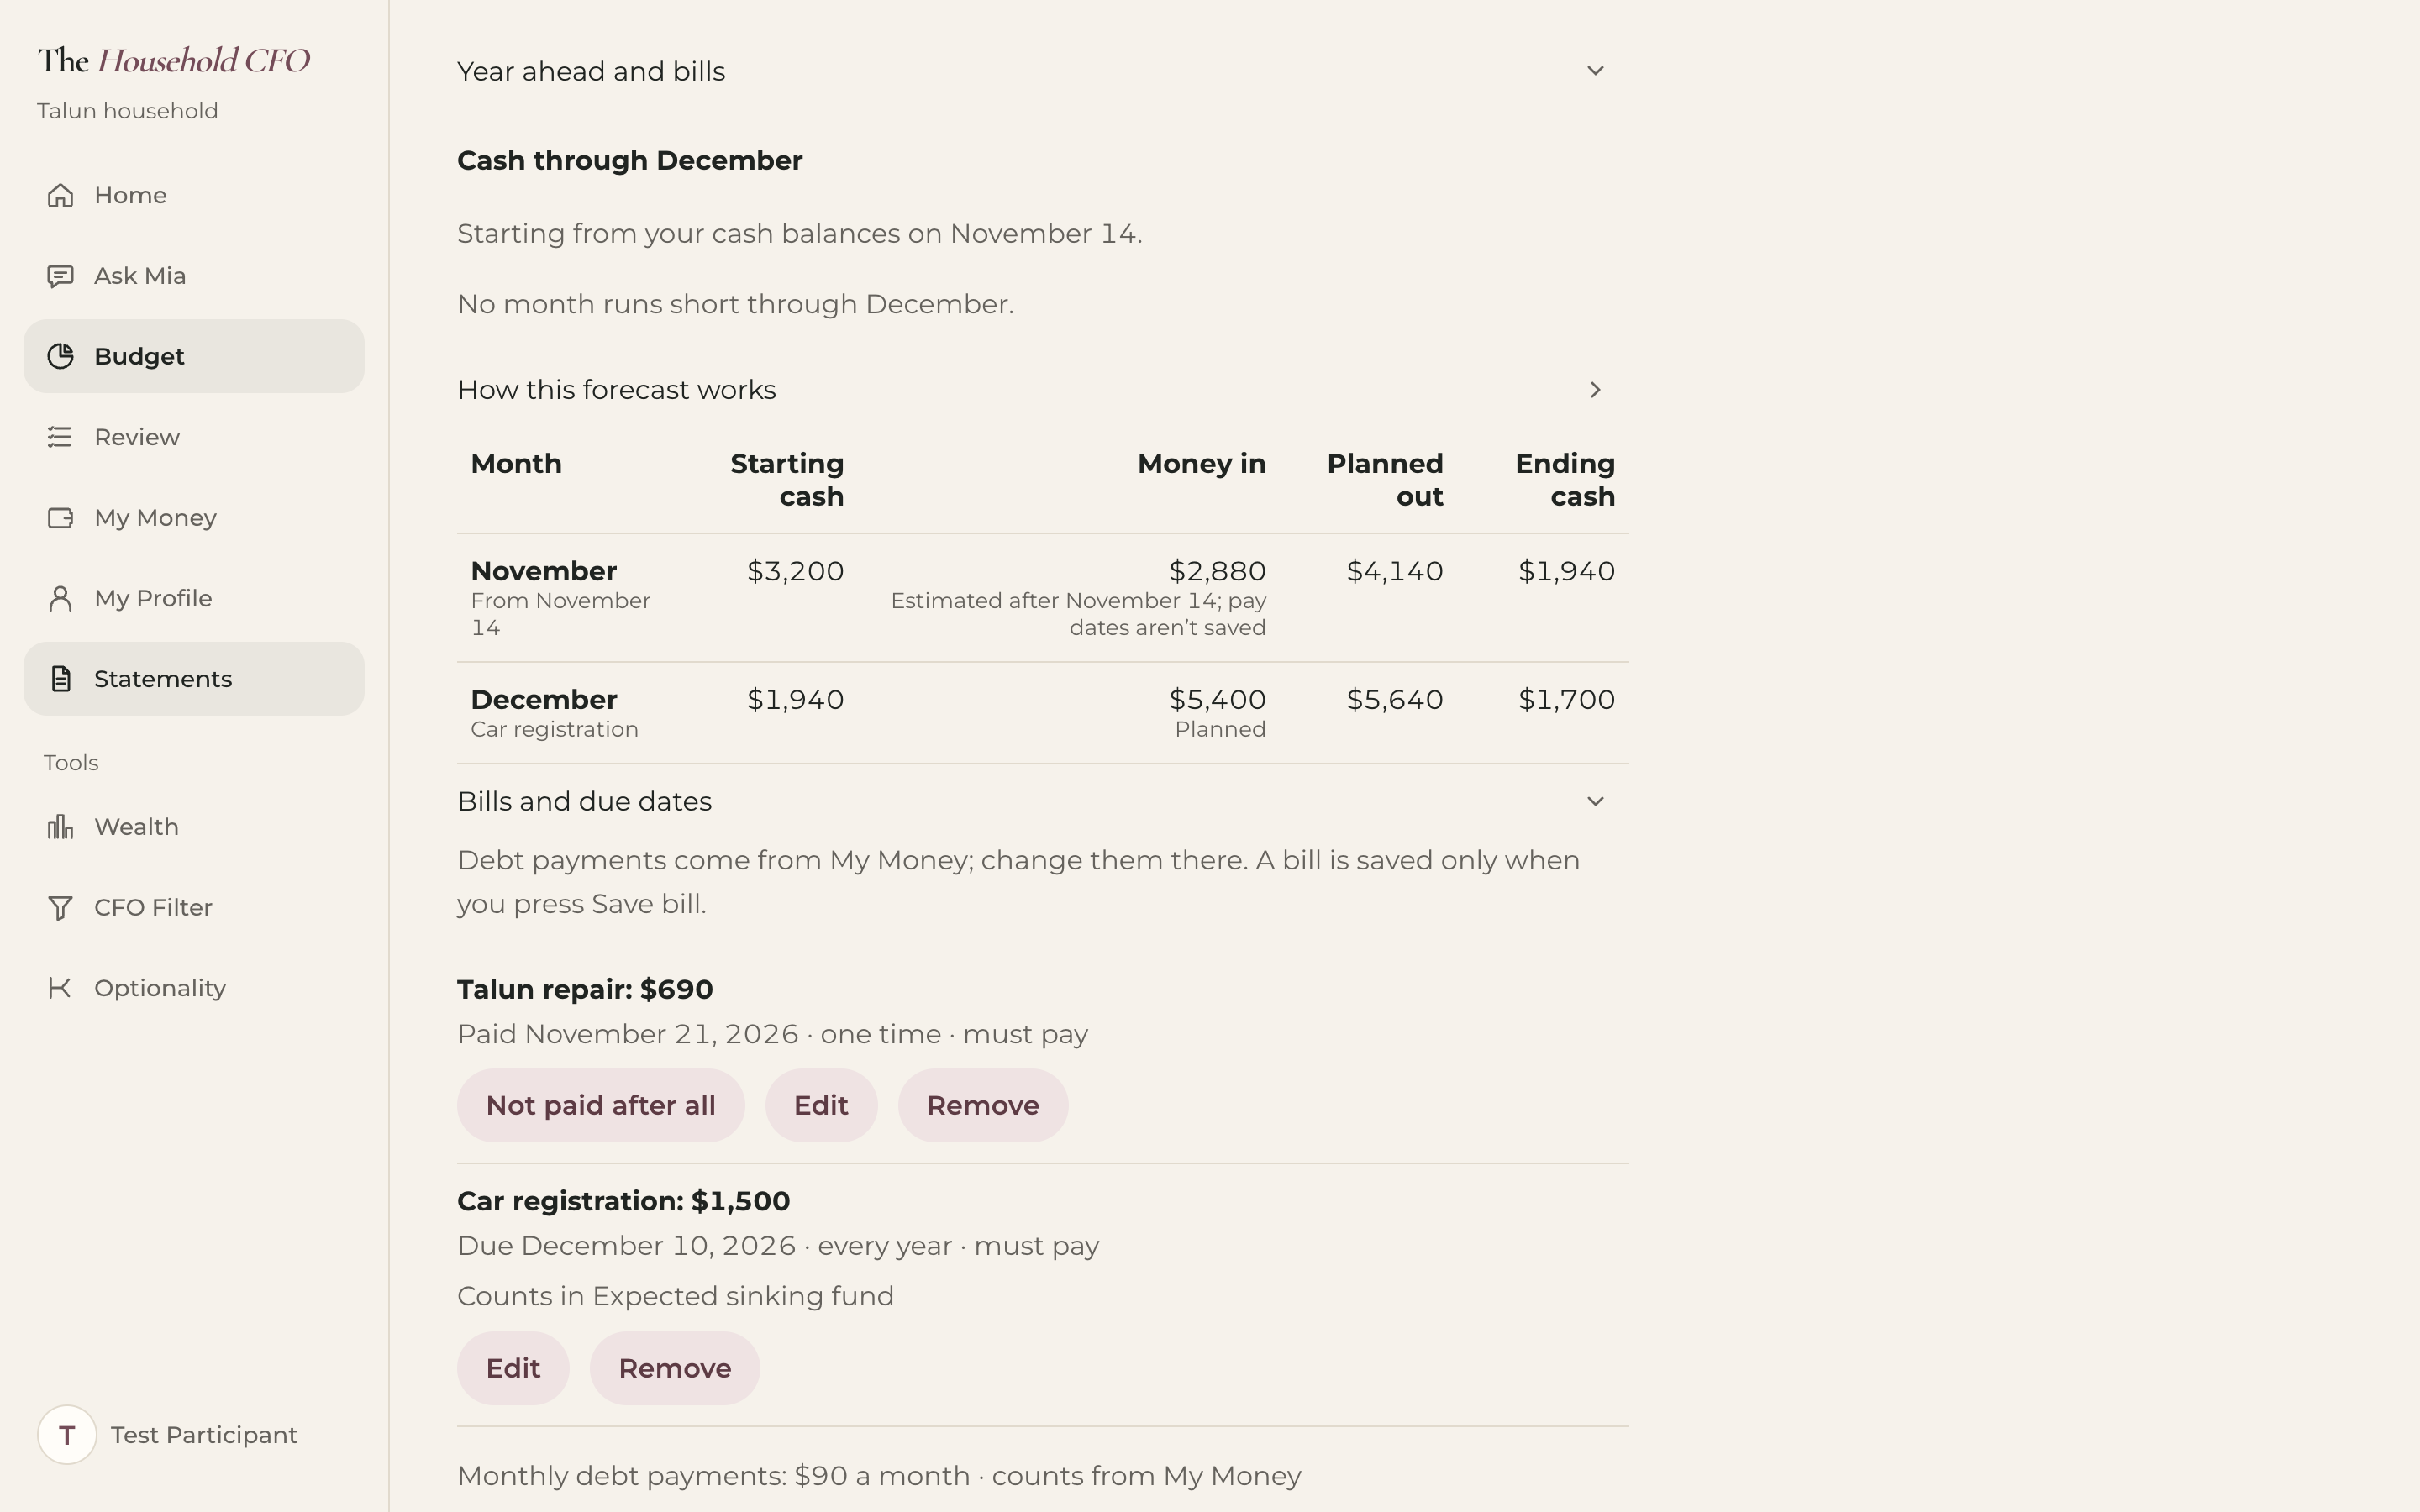 The Household CFO
Talun household
Home
Ask Mia
Budget
Review
My Money
My Profile
Statements
Tools
Wealth
CFO Filter
Optionality
T
Test Participant
Year ahead and bills
Cash through December
Starting from your cash balances on November 14.
No month runs short through December.
How this forecast works
Month Starting cash Money in Planned out Ending cash
November $3,200 $2,880 $4,140 $1,940
From November 14
Estimated after November 14; pay
dates aren’t saved
December $1,940 $5,400 $5,640 $1,700
Car registration Planned
Bills and due dates
Debt payments come from My Money; change them there. A bill is saved only when
you press Save bill.
Talun repair: $690
Paid November 21, 2026 · one time · must pay
Not paid after all Edit Remove
Car registration: $1,500
Due December 10, 2026 · every year · must pay
Counts in Expected sinking fund
Edit Remove
Monthly debt payments: $90 a month · counts from My Money